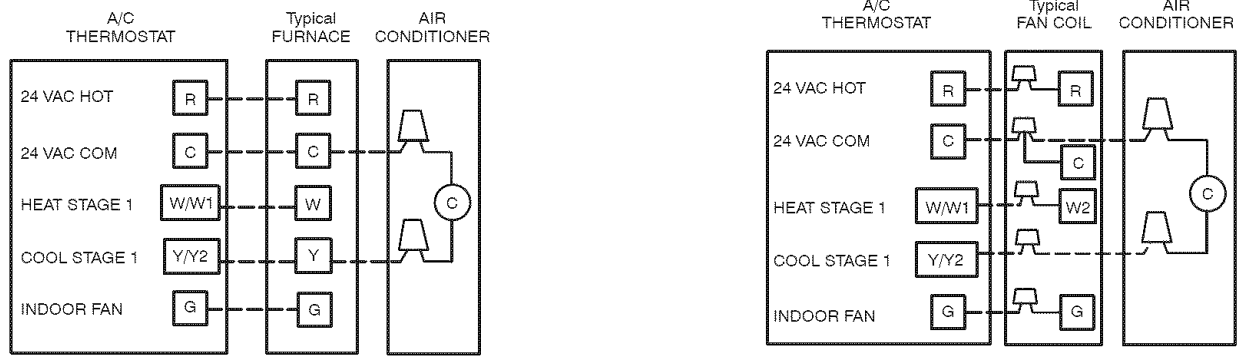 A/C
THERMOSTAT
Typical
FURNACE
AIR
CONDITIONER
24 VAC HOT
R
R
24 VAC COM
C
C
HEAT STAGE 1
W/W1
W
C
COOL STAGE 1
Y/Y2
Y
INDOOR FAN
G
G
A/C
THERMOSTAT
Typical
FAN COIL
AIR
CONDITIONER
24 VAC HOT
R
R
24 VAC COM
C
C
HEAT STAGE 1
W/W1
W2
C
COOL STAGE 1
Y/Y2
INDOOR FAN
G
G